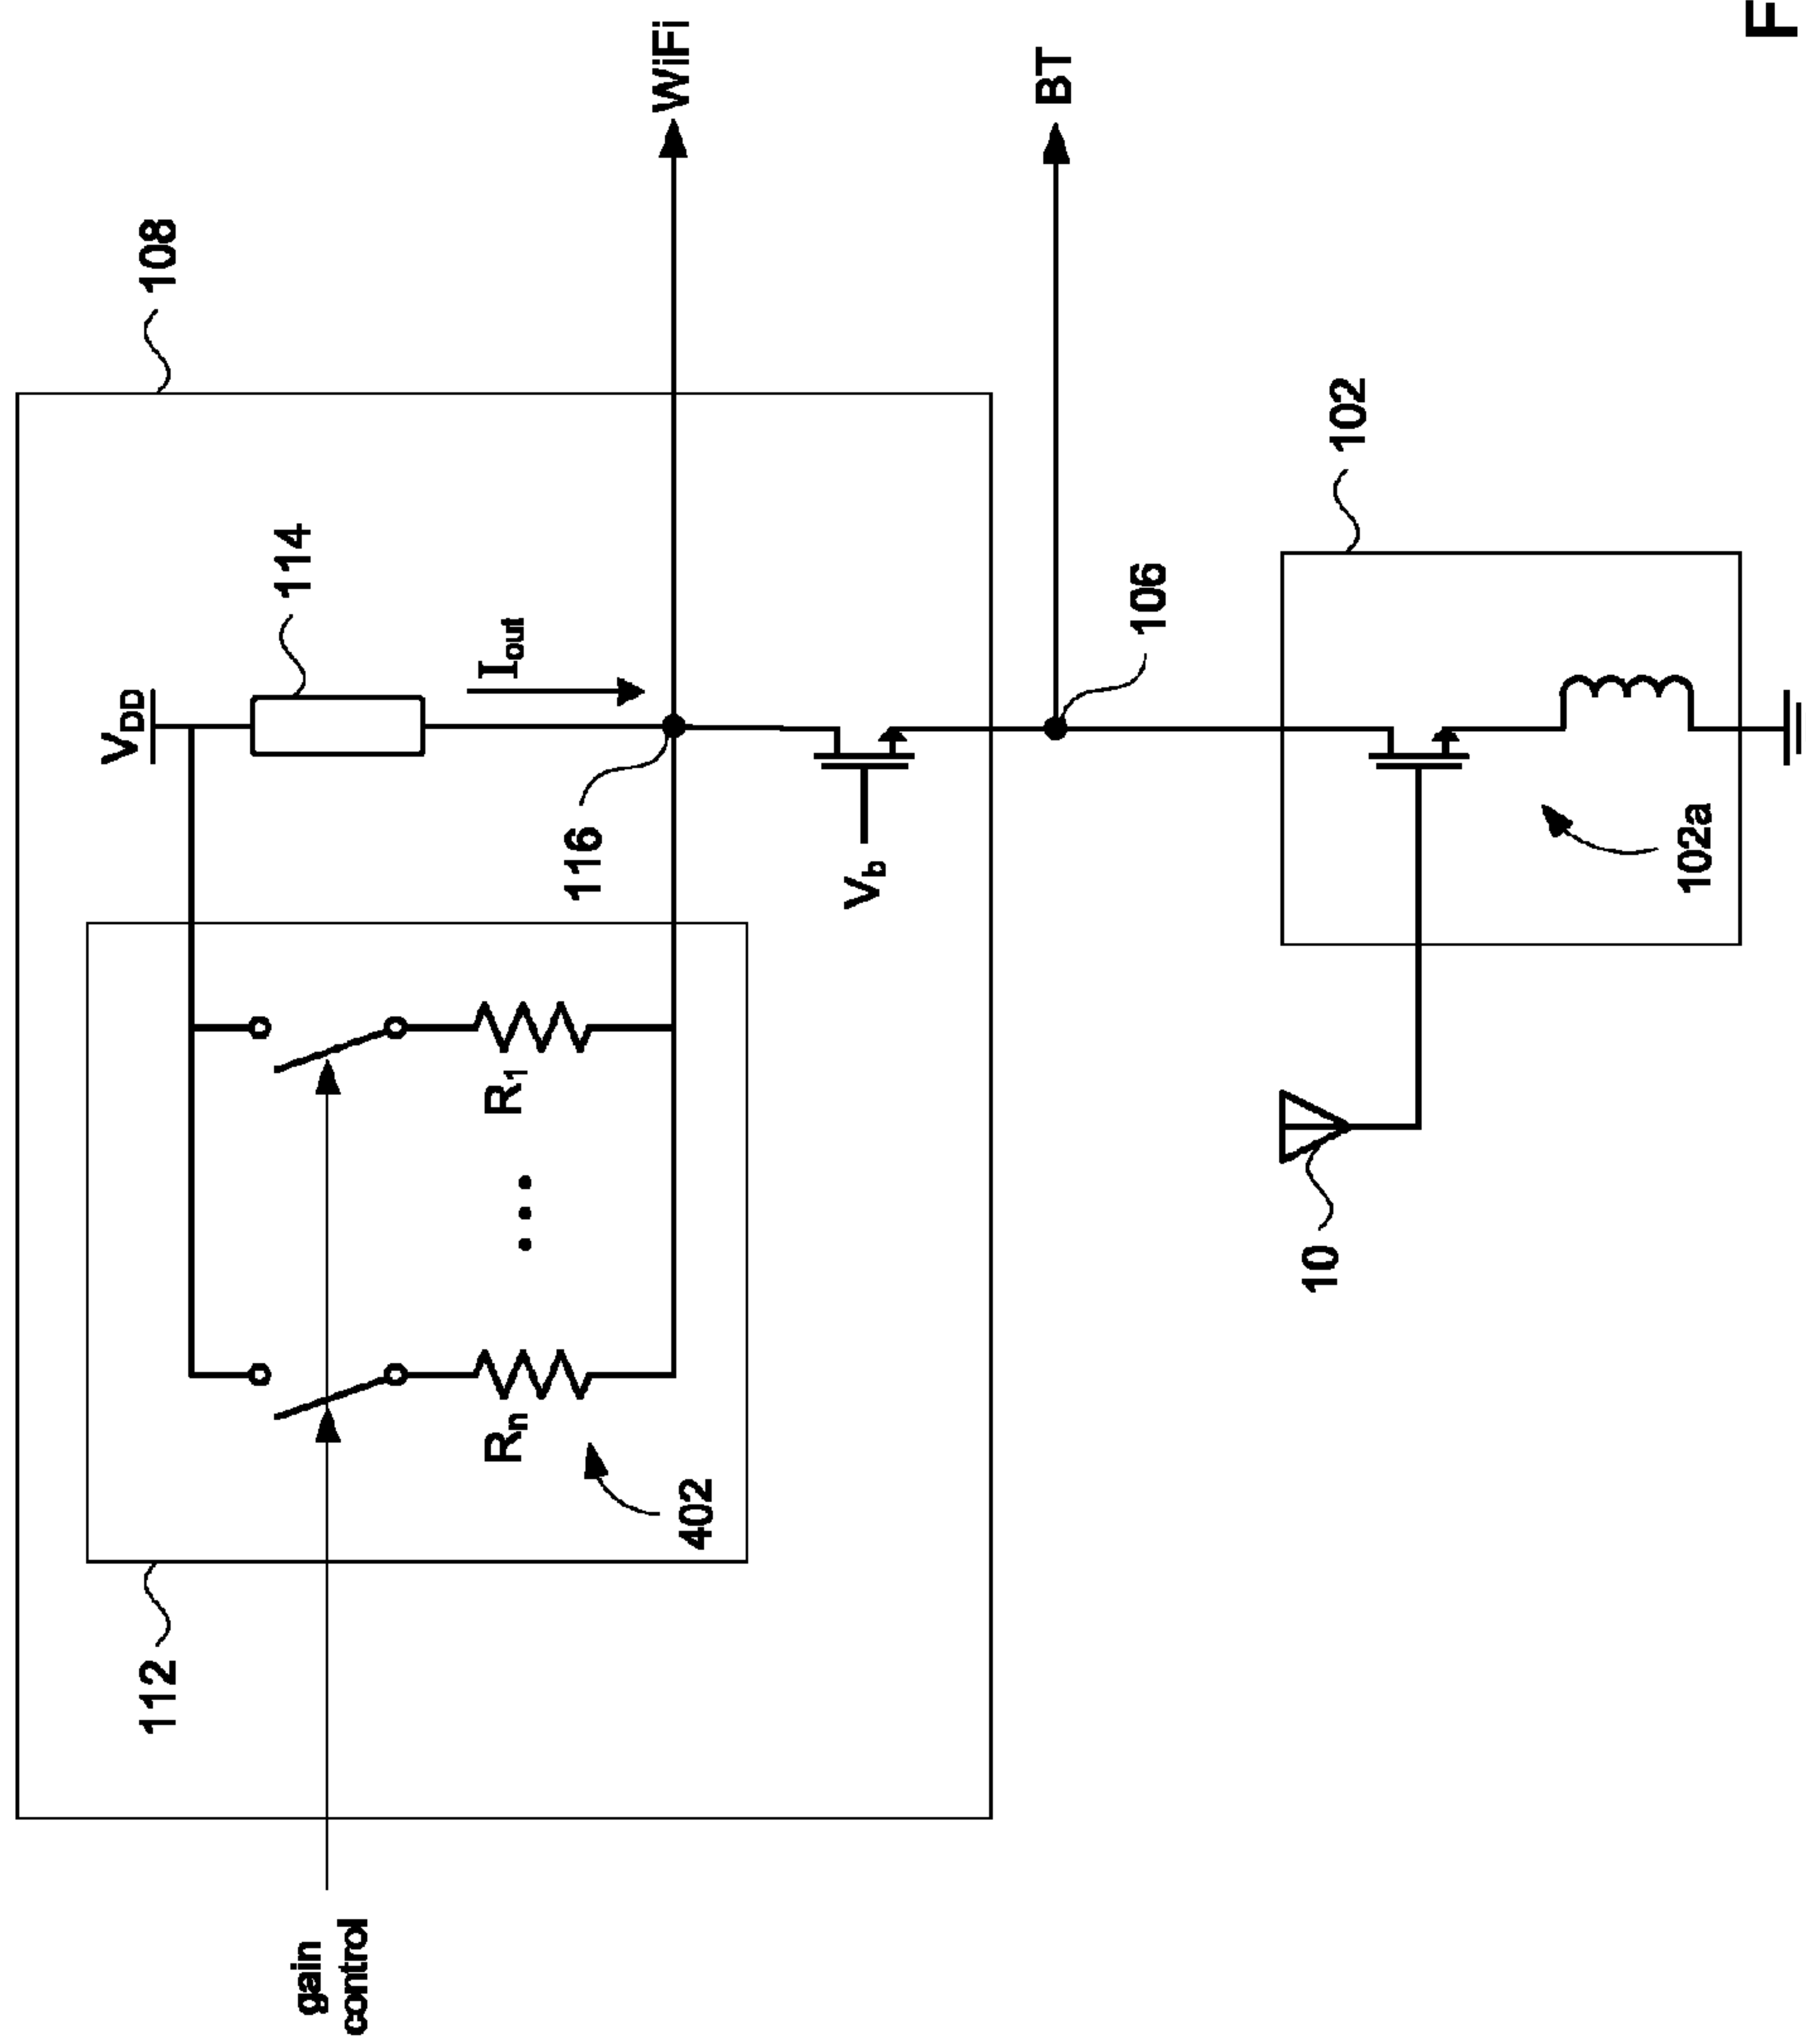 gain
control
112
402
Rn
R1
VDD
114
Iout
108
116
Vb
WiFi
BT
106
10
102
102a
F